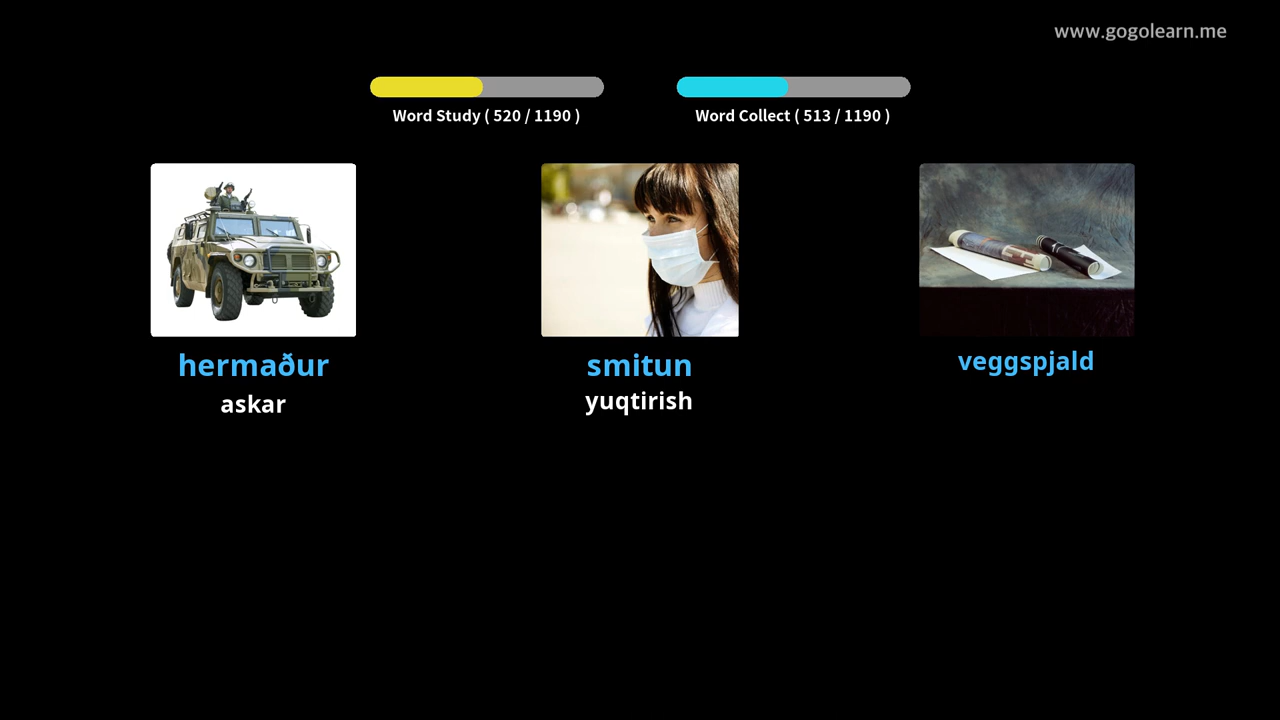 www.gogolearn.me
Word Study ( 520 / 1190 )
Word Collect ( 513 / 1190 )
hermaður
askar
smitun
yuqtirish
veggspjald